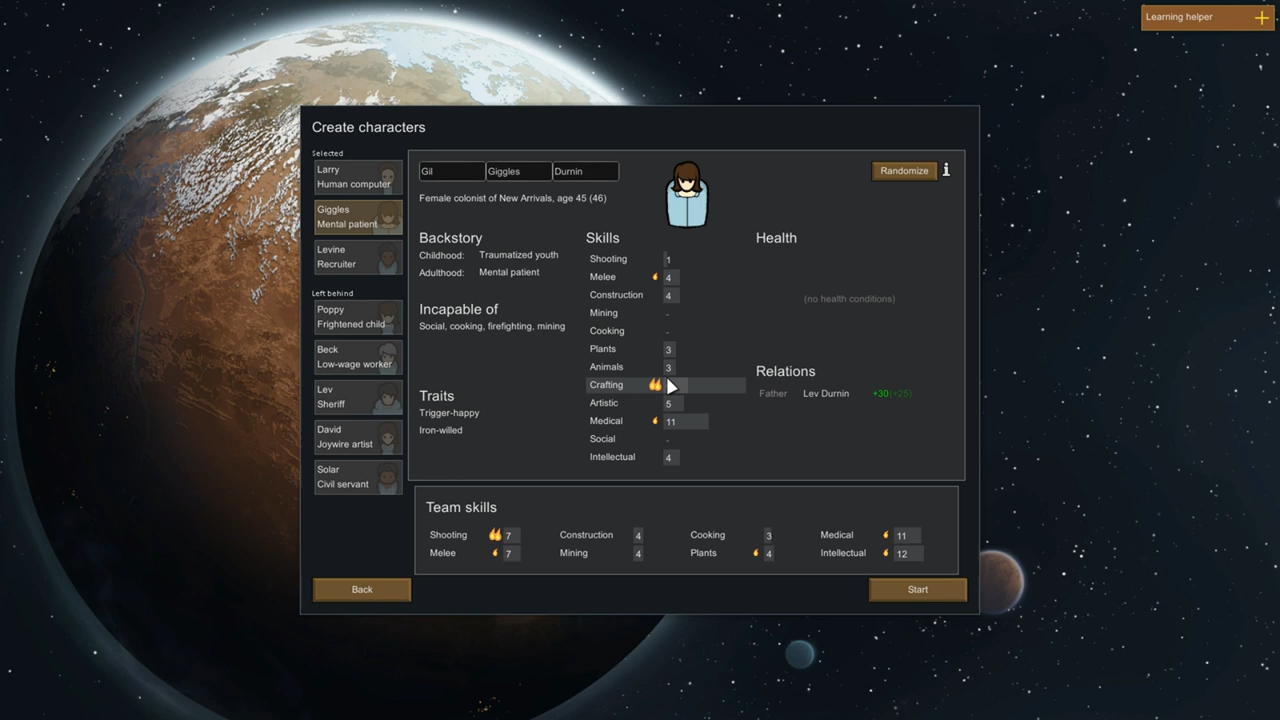 Learning helper
Create characters
Selected
Larry
Human computer
Giggles
Mental patient
Levine
Recruiter
Left behind
Poppy
Frightened child
Beck
Low-wage worker
Lev
Sheriff
David
Joywire artist
Solar
Civil servant
Gil Giggles Durnin
Randomize
Female colonist of New Arrivals, age 45 (46)
Backstory
Childhood: Traumatized youth
Adulthood: Mental patient
Incapable of
Social, cooking, firefighting, mining
Traits
Trigger-happy
Iron-willed
Skills
Shooting 1
Melee 4
Construction 4
Mining -
Cooking -
Plants 3
Animals 3
Crafting
Artistic 5
Medical 11
Social -
Intellectual 4
Health
(no health conditions)
Relations
Father Lev Durnin +30(+25)
Team skills
Shooting 7 Construction 4 Cooking 3 Medical 11
Melee 7 Mining 4 Plants 4 Intellectual 12
Back
Start